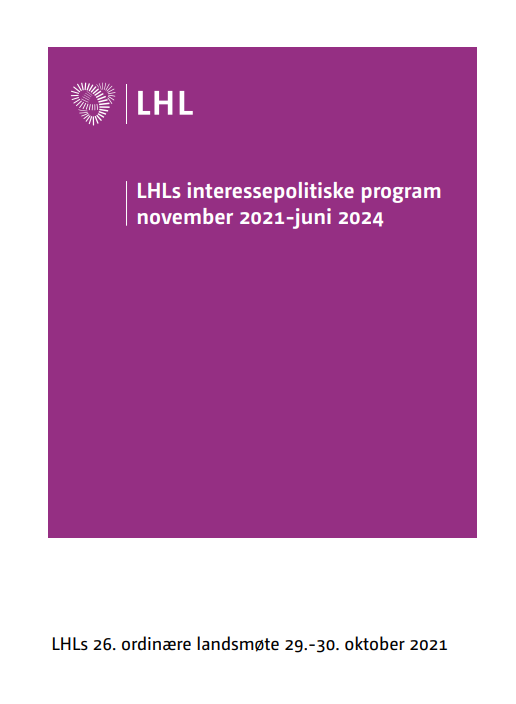 LHL
LHLs interessepolitiske program
november 2021-juni 2024
LHLs 26. ordinære landsmøte 29.-30. oktober 2021